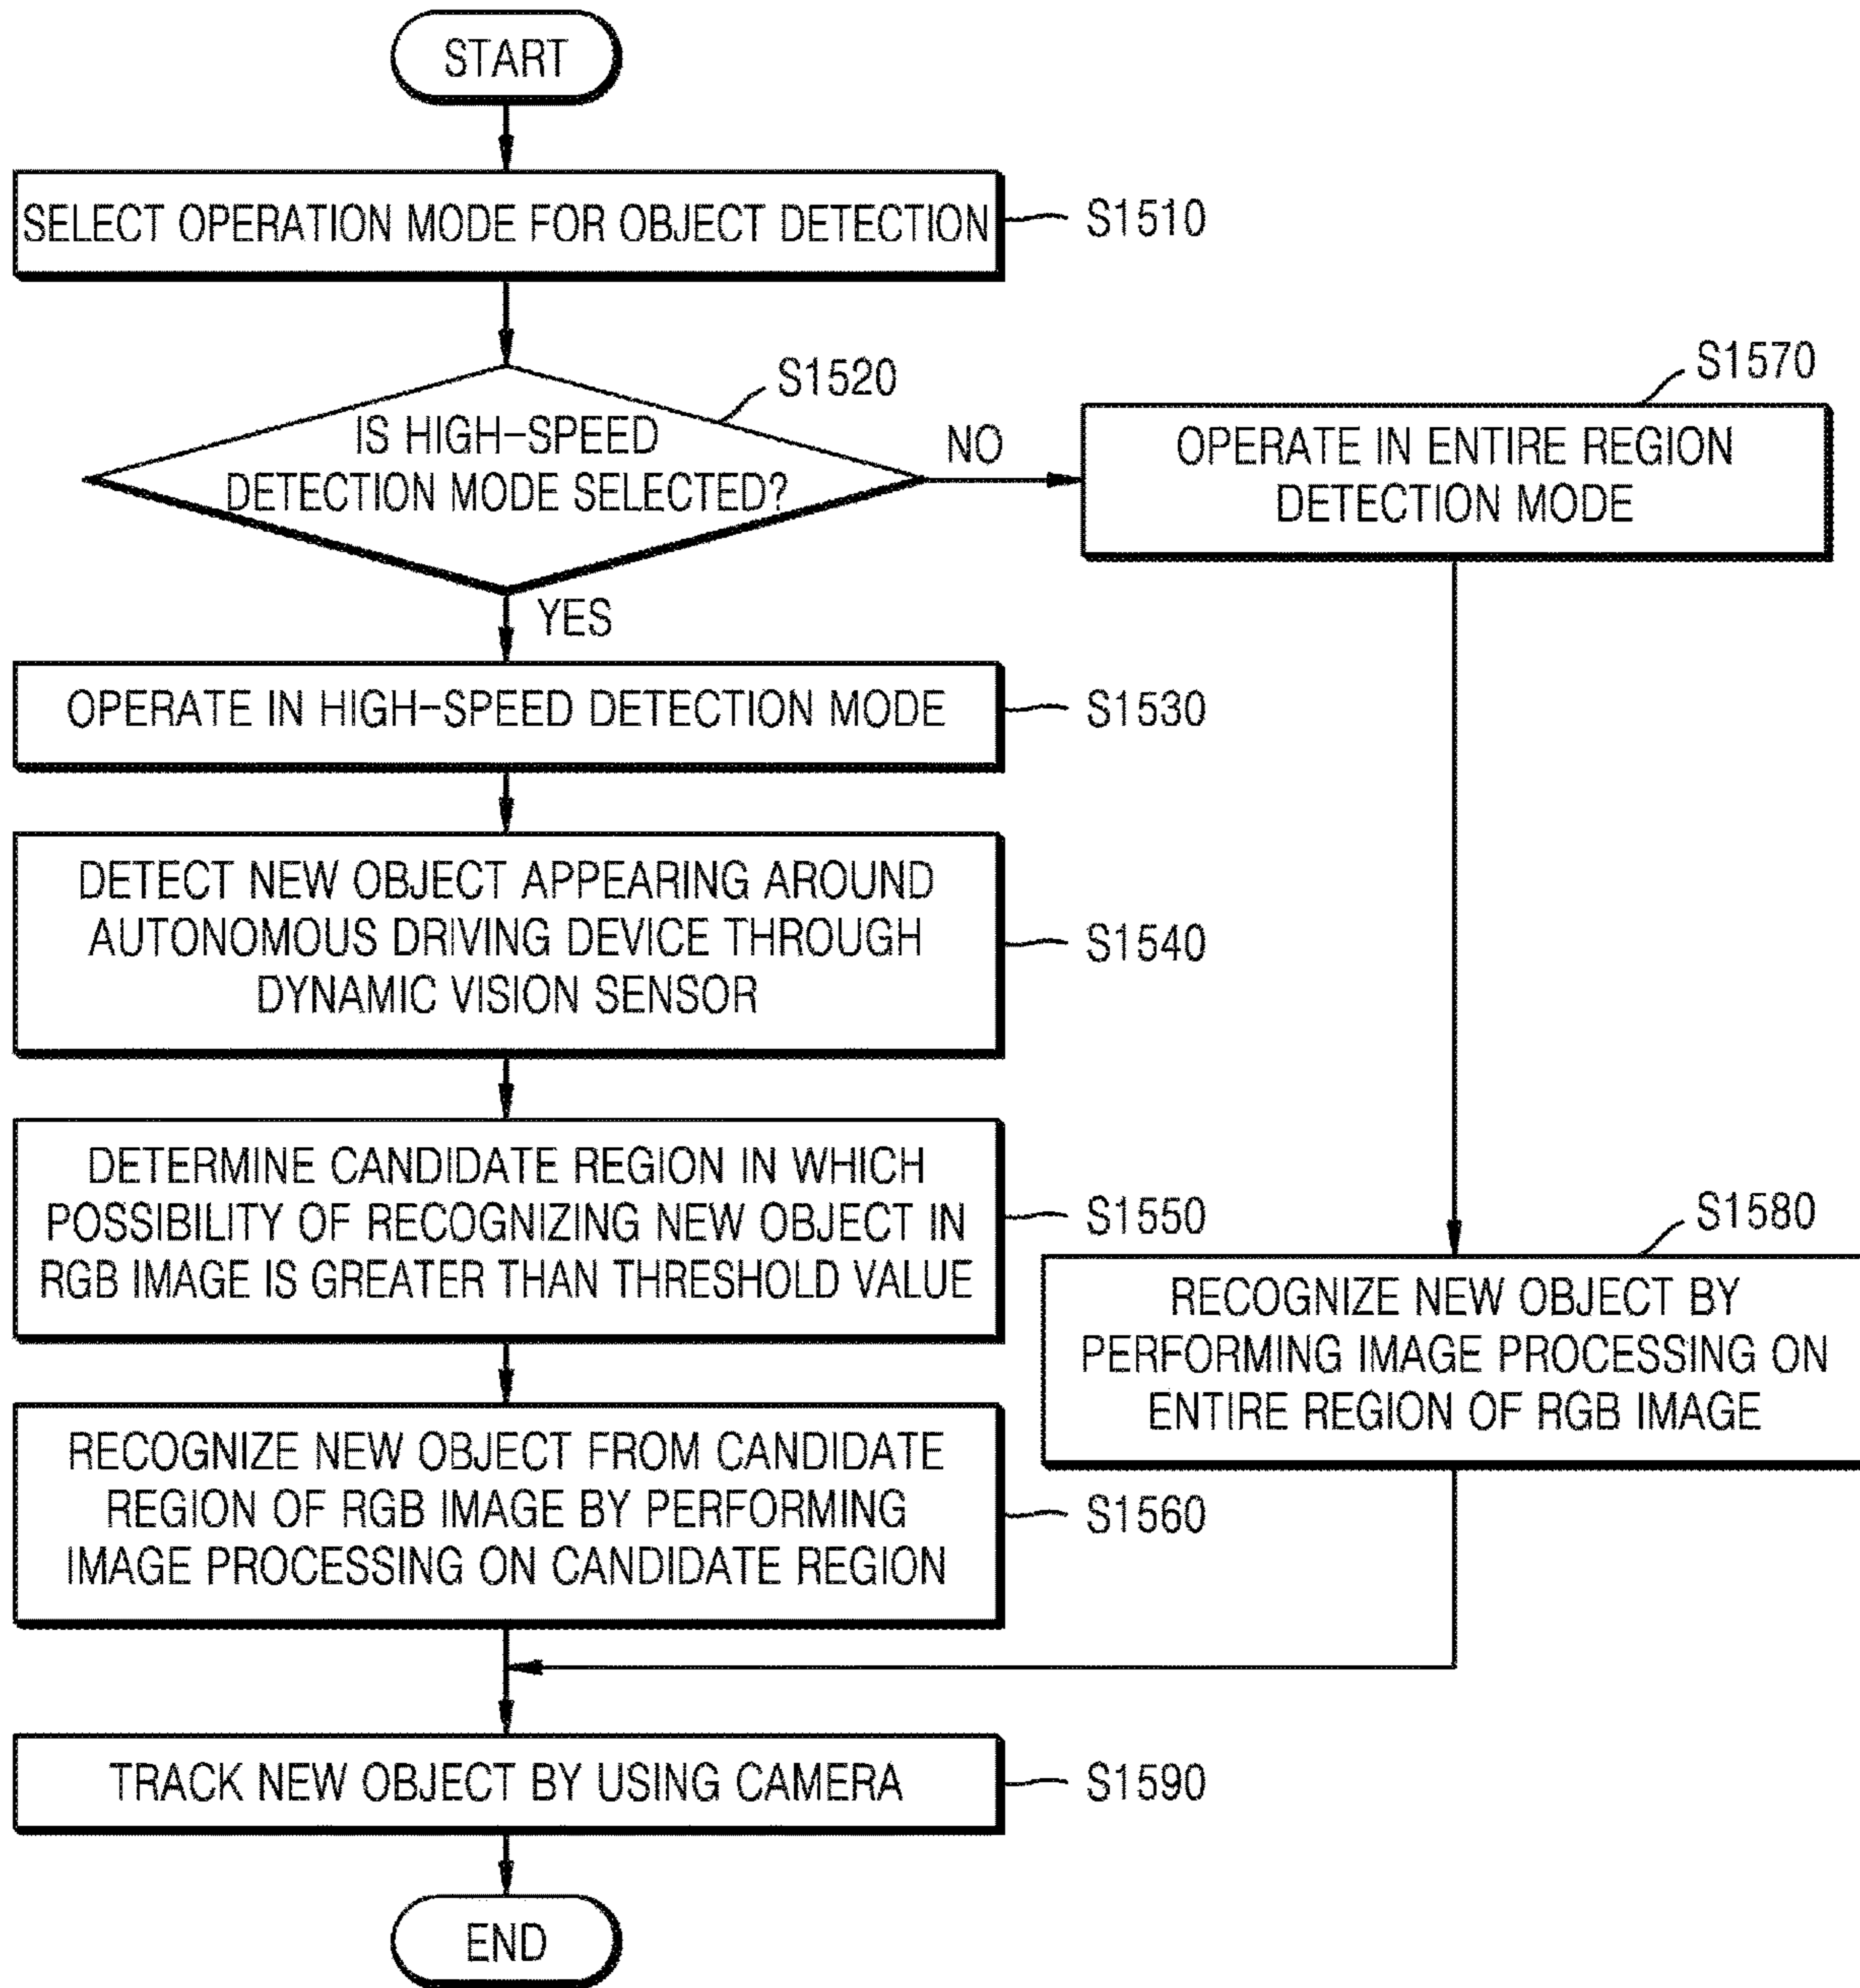 START
SELECT OPERATION MODE FOR OBJECT DETECTION
S1510
S1520
IS HIGH-SPEED
DETECTION MODE SELECTED?
NO
YES
S1570
OPERATE IN ENTIRE REGION
DETECTION MODE
OPERATE IN HIGH-SPEED DETECTION MODE
S1530
DETECT NEW OBJECT APPEARING AROUND
AUTONOMOUS DRIVING DEVICE THROUGH
DYNAMIC VISION SENSOR
S1540
DETERMINE CANDIDATE REGION IN WHICH
POSSIBILITY OF RECOGNIZING NEW OBJECT IN
RGB IMAGE IS GREATER THAN THRESHOLD VALUE
S1550
S1580
RECOGNIZE NEW OBJECT BY
PERFORMING IMAGE PROCESSING ON
ENTIRE REGION OF RGB IMAGE
RECOGNIZE NEW OBJECT FROM CANDIDATE
REGION OF RGB IMAGE BY PERFORMING
IMAGE PROCESSING ON CANDIDATE REGION
S1560
TRACK NEW OBJECT BY USING CAMERA
S1590
END